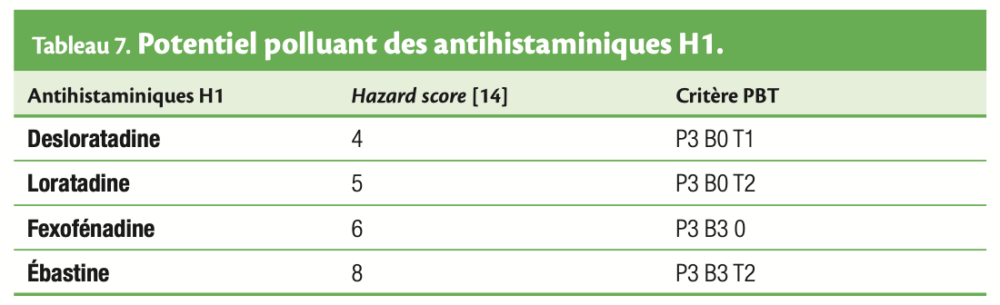 Tableau 7. Potentiel polluant des antihistaminiques H1.
Antihistaminiques H1 Hazard score [14] Critère PBT
Desloratadine 4 P3 B0 T1
Loratadine 5 P3 B0 T2
Fexofénadine 6 P3 B3 0
Ébastine 8 P3 B3 T2